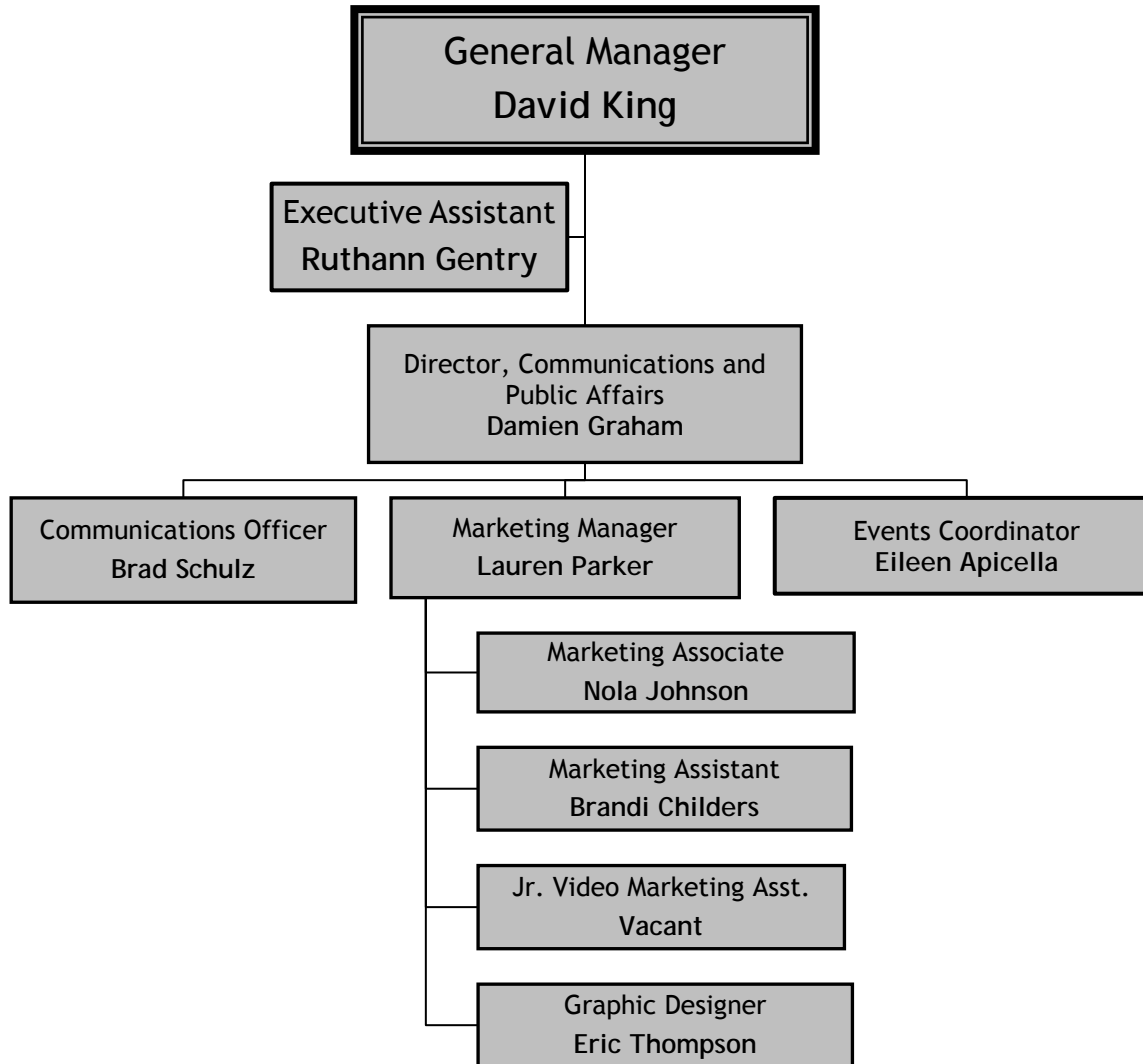 General Manager
David King
Executive Assistant
Ruthann Gentry
Director, Communications and
Public Affairs
Damien Graham
Communications Officer
Brad Schulz
Marketing Manager
Lauren Parker
Events Coordinator
Eileen Apicella
Marketing Associate
Nola Johnson
Marketing Assistant
Brandi Childers
Jr. Video Marketing Asst.
Vacant
Graphic Designer
Eric Thompson